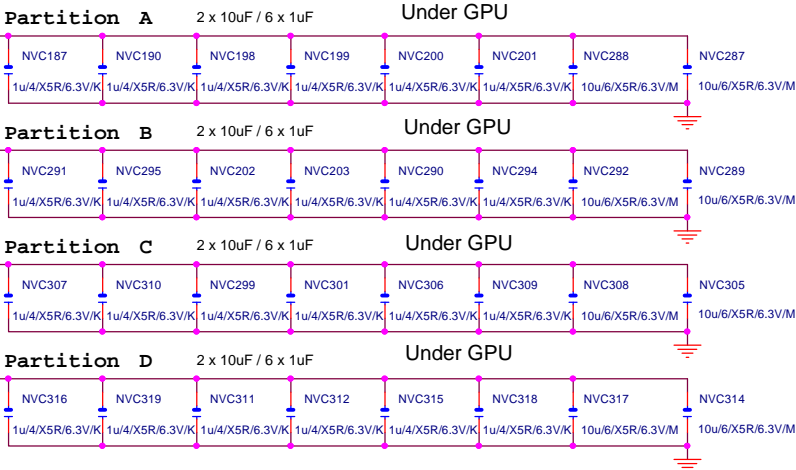 Partition A 2 x 10uF / 6 x 1uF Under GPU
NVC187 NVC190 NVC198 NVC199 NVC200 NVC201 NVC288 NVC287
1u/4/X5R/6.3V/K 1u/4/X5R/6.3V/K 1u/4/X5R/6.3V/K 1u/4/X5R/6.3V/K 1u/4/X5R/6.3V/K 1u/4/X5R/6.3V/K 10u/6/X5R/6.3V/M 10u/6/X5R/6.3V/M
Partition B 2 x 10uF / 6 x 1uF Under GPU
NVC291 NVC295 NVC202 NVC203 NVC290 NVC294 NVC292 NVC289
1u/4/X5R/6.3V/K 1u/4/X5R/6.3V/K 1u/4/X5R/6.3V/K 1u/4/X5R/6.3V/K 1u/4/X5R/6.3V/K 1u/4/X5R/6.3V/K 10u/6/X5R/6.3V/M 10u/6/X5R/6.3V/M
Partition C 2 x 10uF / 6 x 1uF Under GPU
NVC307 NVC310 NVC299 NVC301 NVC306 NVC309 NVC308 NVC305
1u/4/X5R/6.3V/K 1u/4/X5R/6.3V/K 1u/4/X5R/6.3V/K 1u/4/X5R/6.3V/K 1u/4/X5R/6.3V/K 1u/4/X5R/6.3V/K 10u/6/X5R/6.3V/M 10u/6/X5R/6.3V/M
Partition D 2 x 10uF / 6 x 1uF Under GPU
NVC316 NVC319 NVC311 NVC312 NVC315 NVC318 NVC317 NVC314
1u/4/X5R/6.3V/K 1u/4/X5R/6.3V/K 1u/4/X5R/6.3V/K 1u/4/X5R/6.3V/K 1u/4/X5R/6.3V/K 1u/4/X5R/6.3V/K 10u/6/X5R/6.3V/M 10u/6/X5R/6.3V/M